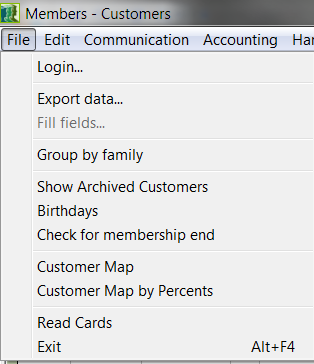 Members - Customers
File Edit Communication Accounting
Login...
Export data...
Fill fields...
Group by family
Show Archived Customers
Birthdays
Check for membership end
Customer Map
Customer Map by Percents
Read Cards
Exit Alt+F4